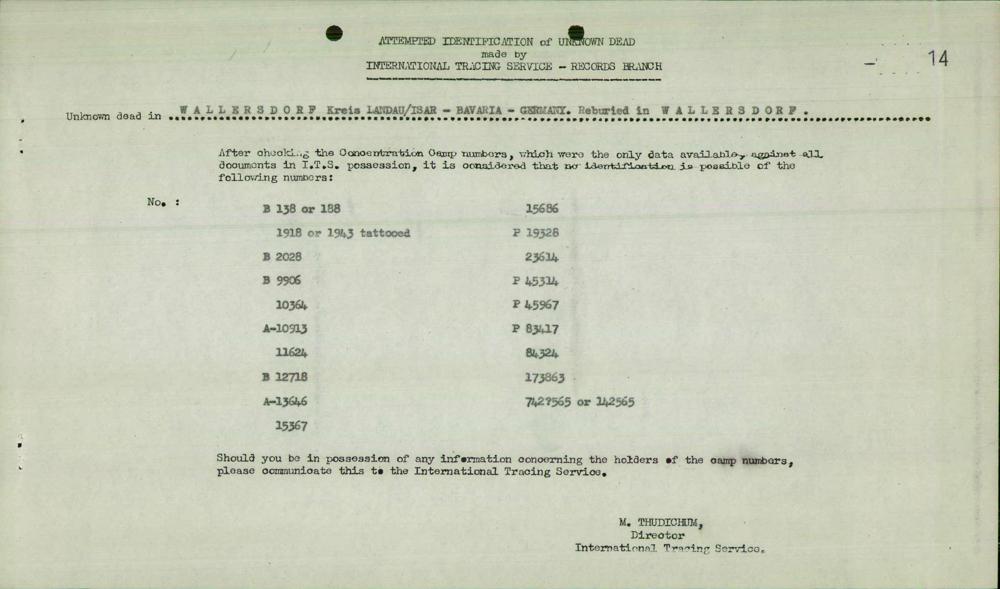 ATTEMPTED IDENTIFICATION of UNKNOWN DEAD
made by
INTERNATIONAL TRACING SERVICE - RECORDS BRANCH
14
Unknown dead in WALLERSDORF Kreis LANDAU/ISAR - BAVARIA - GERMANY. Reburied in WALLERSDORF.
After checking the Concentration Camp numbers, which were the only data available, against all
documents in I.T.S. possession, it is considered that no identification is possible of the
following numbers:
No. :
B 138 or 188 15686
1918 or 1943 tattooed P 19328
B 2028 23614
B 9906 P 45314
10364 P 45967
A-10913 P 83417
11624 84324
B 12718 173863
A-13646 742?565 or 142565
15367
Should you be in possession of any information concerning the holders of the camp numbers,
please communicate this to the International Tracing Service.
M. THUDICHUM,
Director
International Tracing Service.